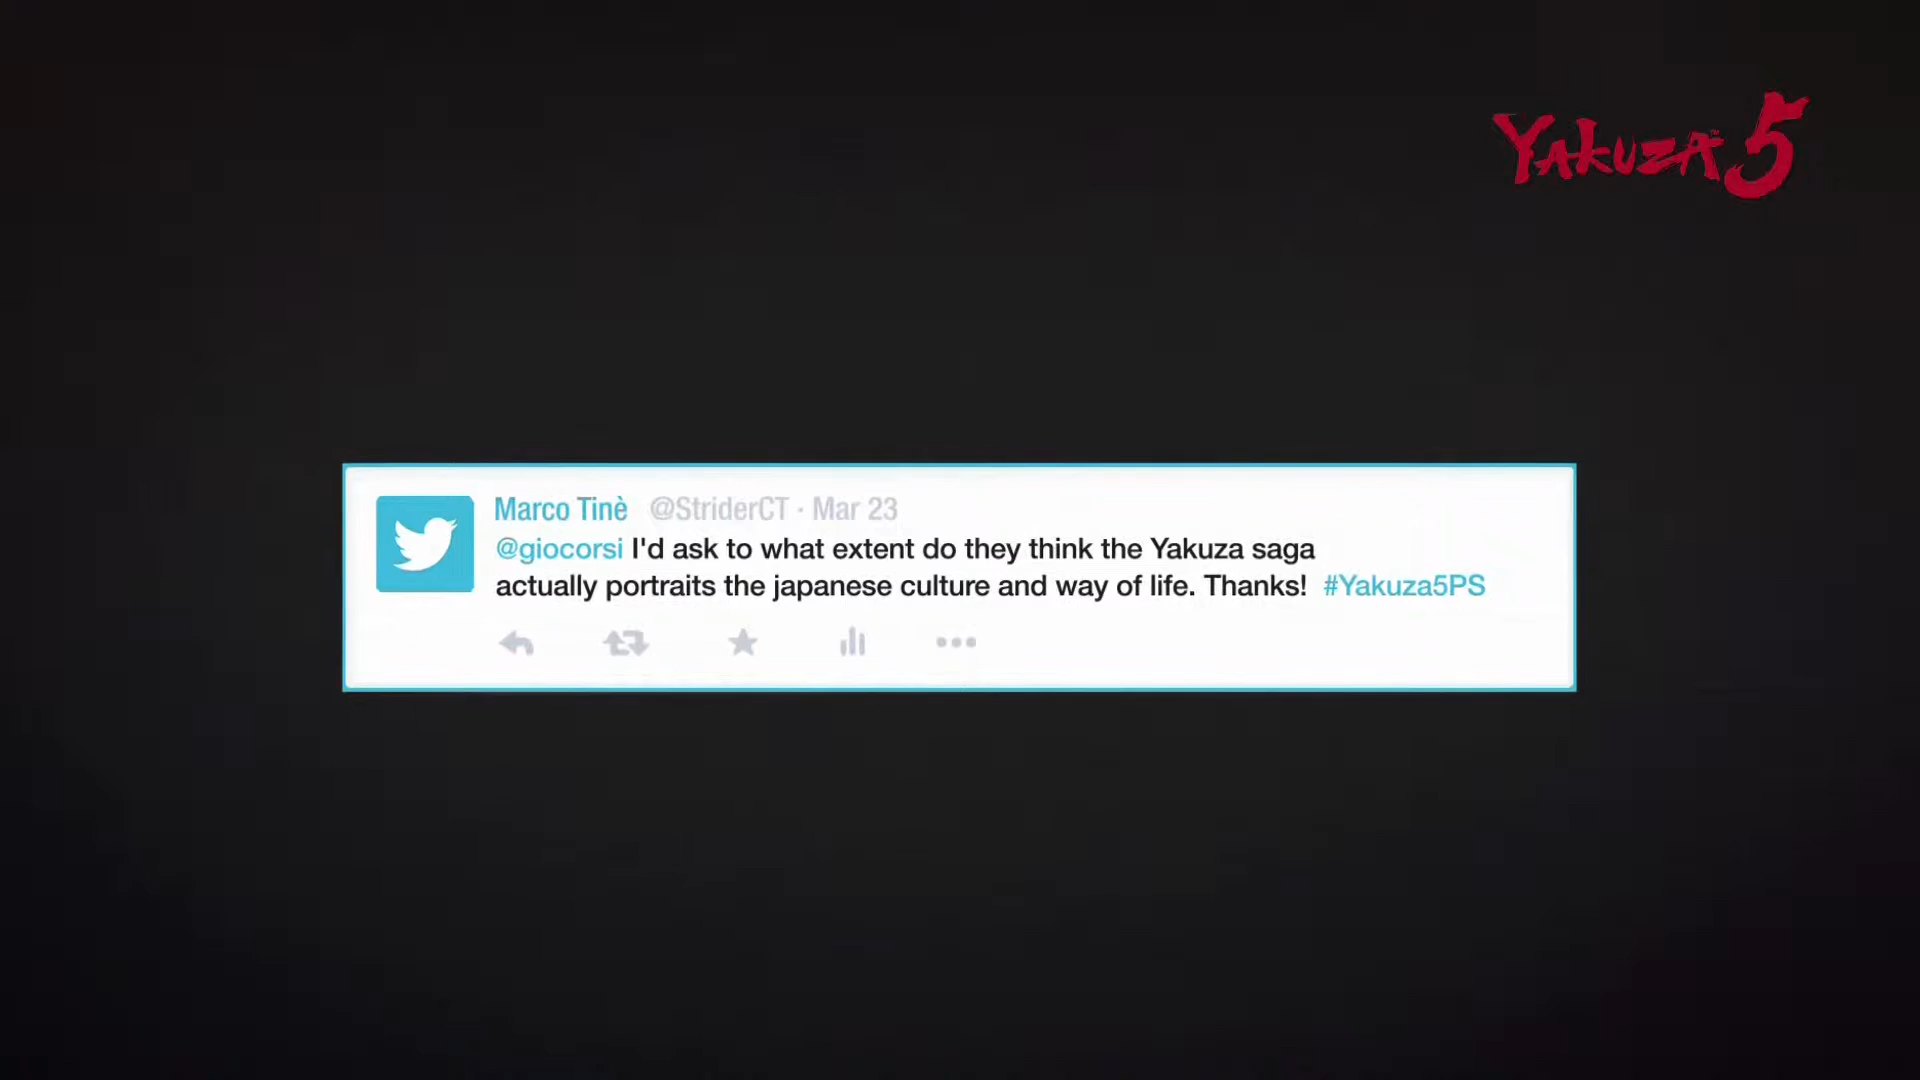 Yakuza 5
Marco Tinè @StriderCT · Mar 23
@giocorsi I'd ask to what extent do they think the Yakuza saga
actually portraits the japanese culture and way of life. Thanks! #Yakuza5PS